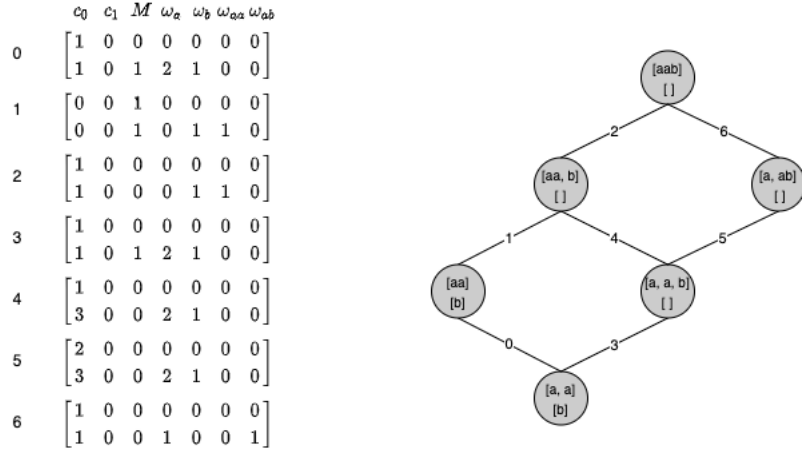 c₀ c₁ M ωₐ ω_b ωₐₐ ωₐb
0
1 0 0 0 0 0 0
1 0 1 2 1 0 0
1
0 0 1 0 0 0 0
0 0 1 0 1 1 0
2
1 0 0 0 0 0 0
1 0 0 0 1 1 0
3
1 0 0 0 0 0 0
1 0 1 2 1 0 0
4
1 0 0 0 0 0 0
3 0 0 2 1 0 0
5
2 0 0 0 0 0 0
3 0 0 2 1 0 0
6
1 0 0 0 0 0 0
1 0 0 1 0 0 1
[aab]
[ ]
2 6
[aa, b] [a, ab]
[ ] [ ]
1 4 5
[aa] [a, a, b]
[b] [ ]
0 3
[a, a]
[b]